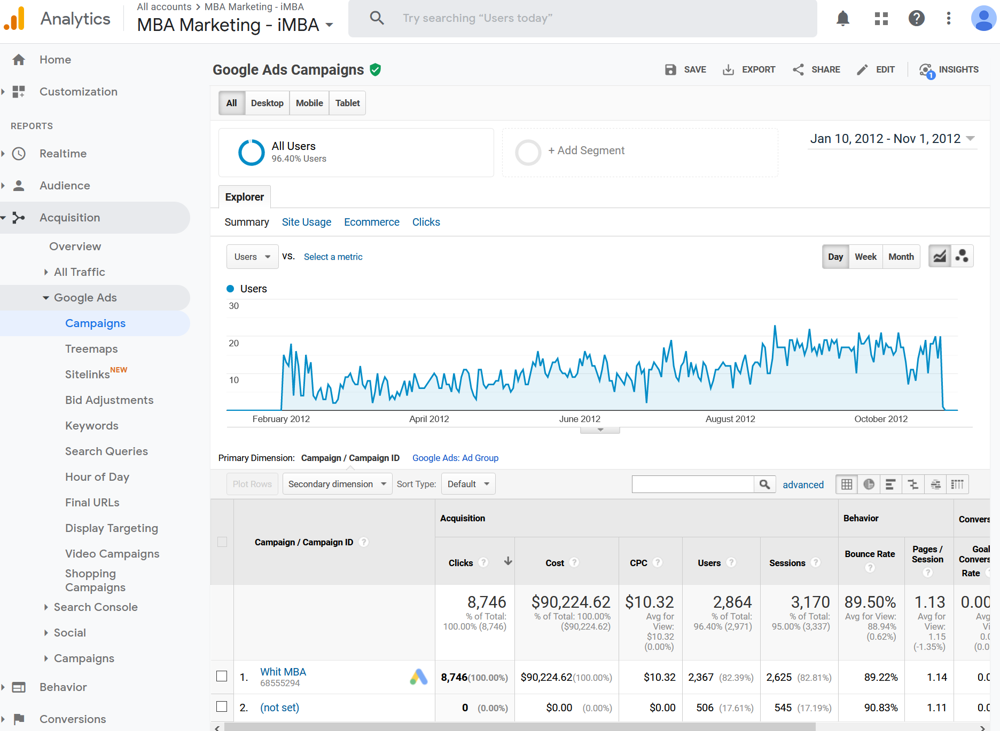 Analytics
All accounts > MBA Marketing - iMBA
MBA Marketing - iMBA
Try searching “Users today”
Home
Customization
REPORTS
Realtime
Audience
Acquisition
Overview
All Traffic
Google Ads
Campaigns
Treemaps
Sitelinks NEW
Bid Adjustments
Keywords
Search Queries
Hour of Day
Final URLs
Display Targeting
Video Campaigns
Shopping
Campaigns
Search Console
Social
Campaigns
Behavior
Conversions
Google Ads Campaigns
SAVE EXPORT SHARE EDIT 1 INSIGHTS
All Desktop Mobile Tablet
All Users
96.40% Users
+ Add Segment
Jan 10, 2012 - Nov 1, 2012
Explorer
Summary Site Usage Ecommerce Clicks
Users VS. Select a metric
Day Week Month
Users
30
20
10
February 2012 April 2012 June 2012 August 2012 October 2012
Primary Dimension: Campaign / Campaign ID Google Ads: Ad Group
Plot Rows Secondary dimension Sort Type: Default advanced
Campaign / Campaign ID ?
Acquisition Behavior Convers
Clicks ? Cost ? CPC ? Users ? Sessions ?
Bounce Rate
?
Pages /
Session
?
Goal
Convers
Rate
8,746
% of Total:
100.00% (8,746)
$90,224.62
% of Total: 100.00%
($90,224.62)
$10.32
Avg for
View:
$10.32
(0.00%)
2,864
% of Total:
96.40% (2,971)
3,170
% of Total:
95.00% (3,337)
89.50%
Avg for View:
88.94%
(0.62%)
1.13
Avg for
View:
1.15
(-1.35%)
0.00
Avg
Vi
0.0
(0.0
1. Whit MBA 8,746(100.00%) $90,224.62(100.00%) $10.32 2,367 (82.39%) 2,625 (82.81%) 89.22% 1.14 0.0
68555294
2. (not set) 0 (0.00%) $0.00 (0.00%) $0.00 506 (17.61%) 545 (17.19%) 90.83% 1.11 0.0